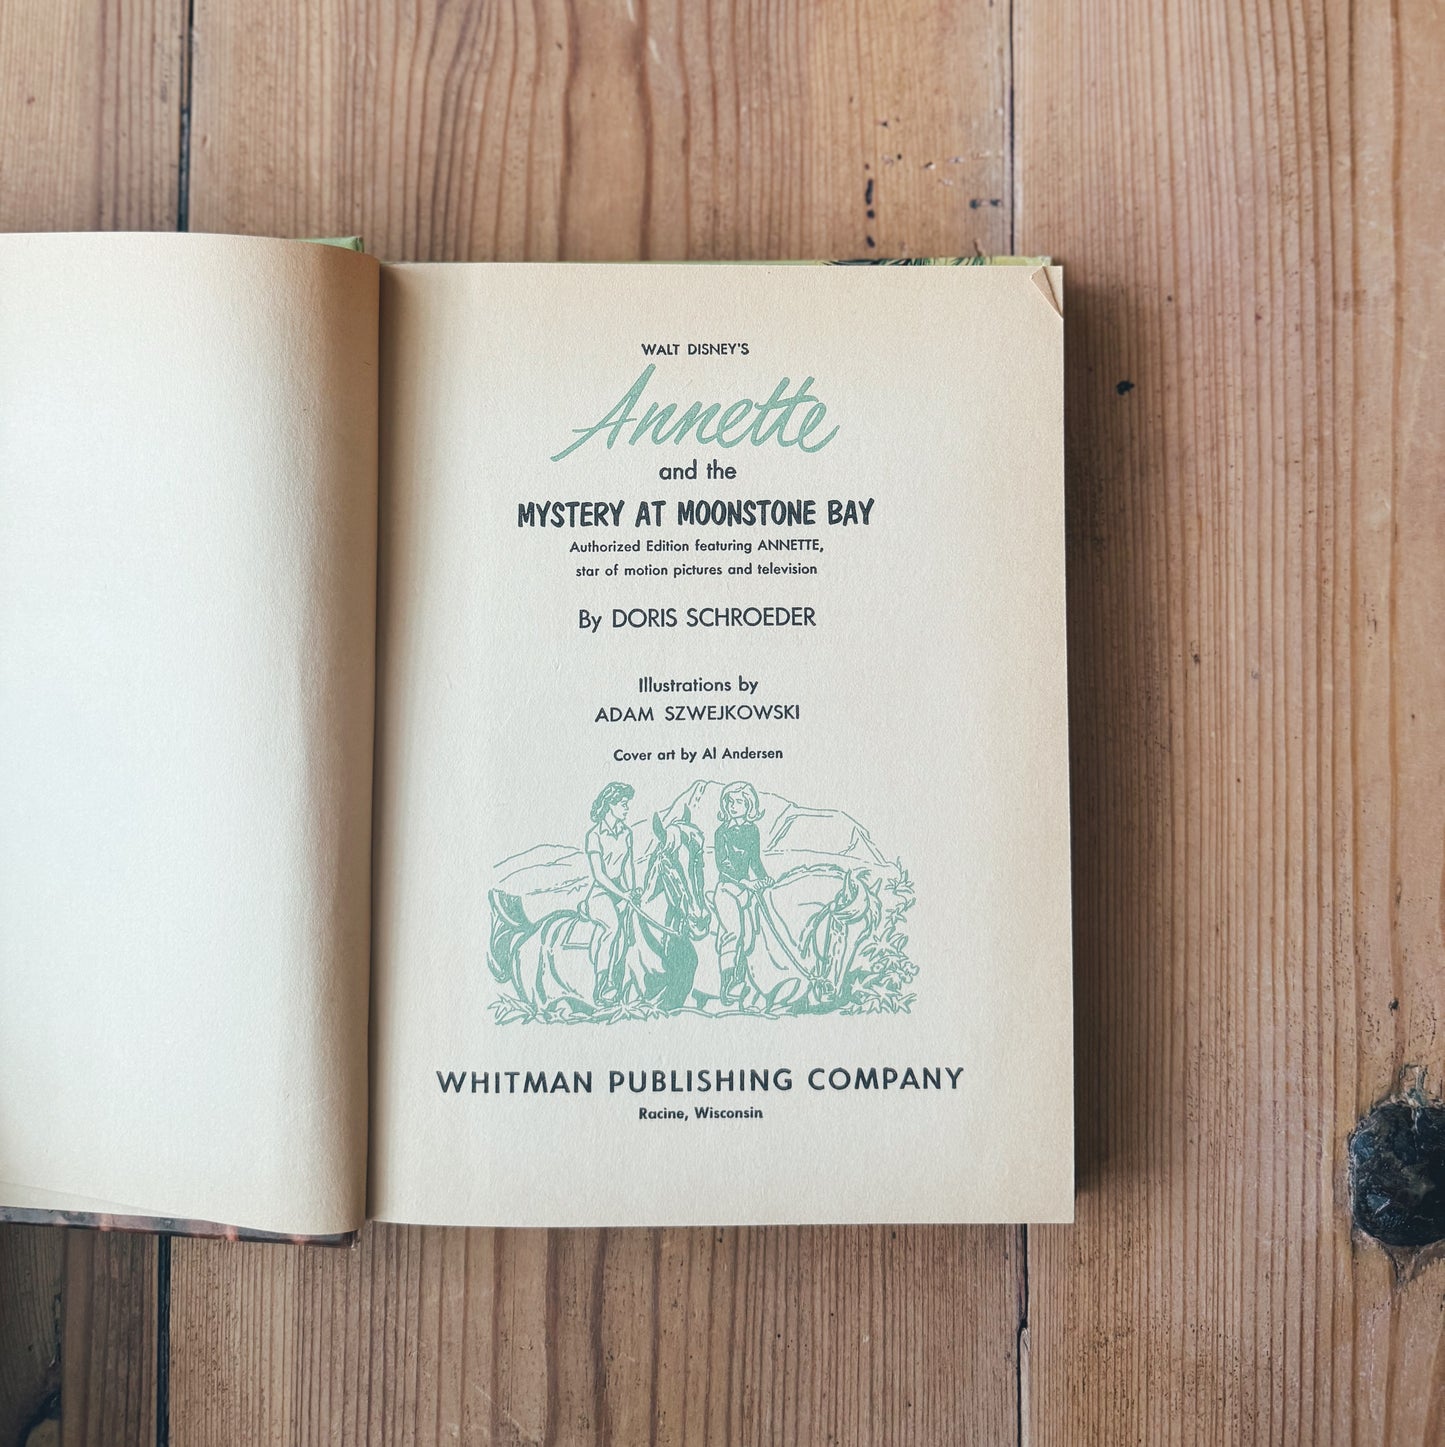 WALT DISNEY'S
Annette
and the
MYSTERY AT MOONSTONE BAY
Authorized Edition featuring ANNETTE,
star of motion pictures and television
By DORIS SCHROEDER
Illustrations by
ADAM SZWEJKOWSKI
Cover art by Al Andersen
WHITMAN PUBLISHING COMPANY
Racine, Wisconsin